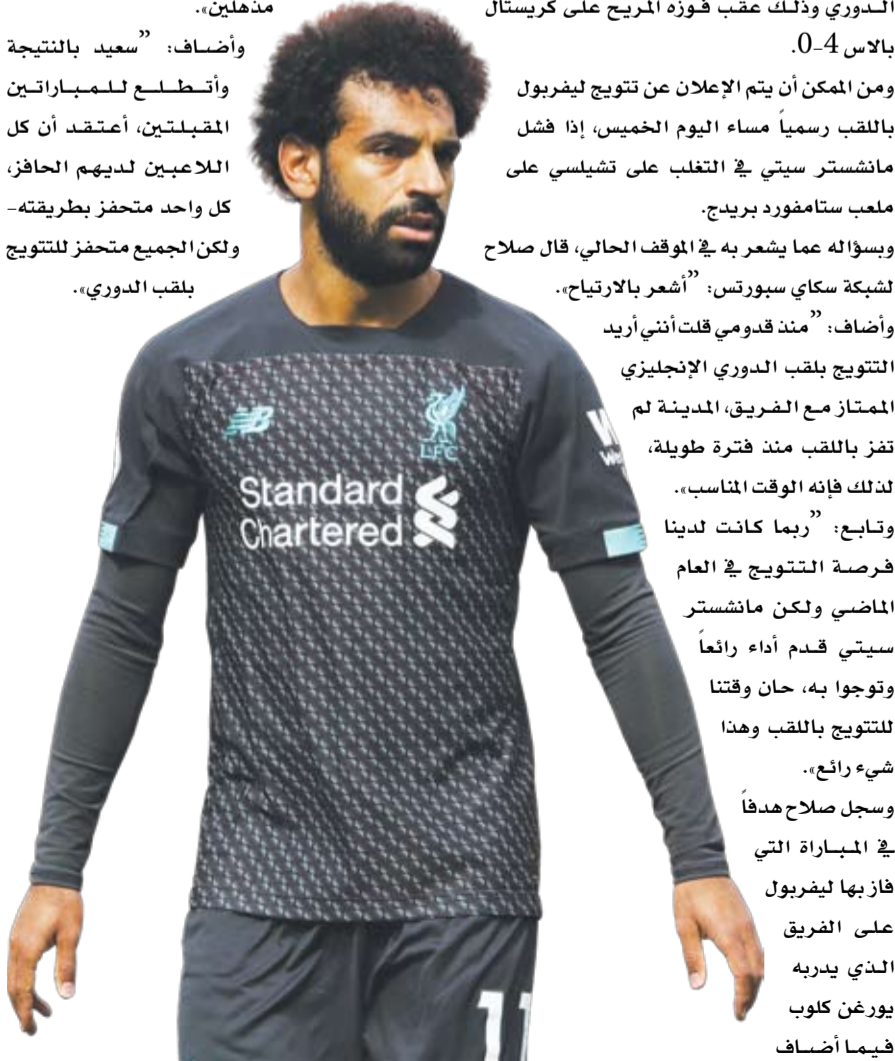 الـدوري وذلـك عقب فـوزه المريح على كريستال
بالاس 4-0.
ومن الممكن أن يتم الإعلان عن تتويج ليفربول
باللقب رسمياً مساء اليوم الخميس، إذا فشل
مانشستر سيتي في التغلب على تشيلسي على
ملعب ستامفورد بريدج.
وبسؤاله عما يشعر به في الموقف الحالي، قال صلاح
لشبكة سكاي سبورتس: ”أشعر بالارتياح».
وأضاف: ”منذ قدومي قلت أنني أريد
التتويج بلقب الدوري الإنجليزي
الممتاز مع الفريق، المدينة لم
تفز باللقب منذ فترة طويلة،
لذلك فإنه الوقت المناسب».
وتابع: ”ربما كانت لدينا
فرصة التتويج في العام
الماضي ولكن مانشستر
سيتي قدم أداء رائعاً
وتوجوا به، حان وقتنا
للتتويج باللقب وهذا
شيء رائع».
وسجل صلاح هدفاً
في المباراة التي
فاز بها ليفربول
على الفريق
الذي يدربه
يورغن كلوب
فيما أضاف
مذهلين».
وأضاف: ”سعيد بالنتيجة
وأتطلع للمباراتين
المقبلتين، أعتقد أن كل
اللاعبين لديهم الحافز،
كل واحد متحفز بطريقته-
ولكن الجميع متحفز للتتويج
بلقب الدوري».
NB
LFC
Standard
Chartered
W
We
11